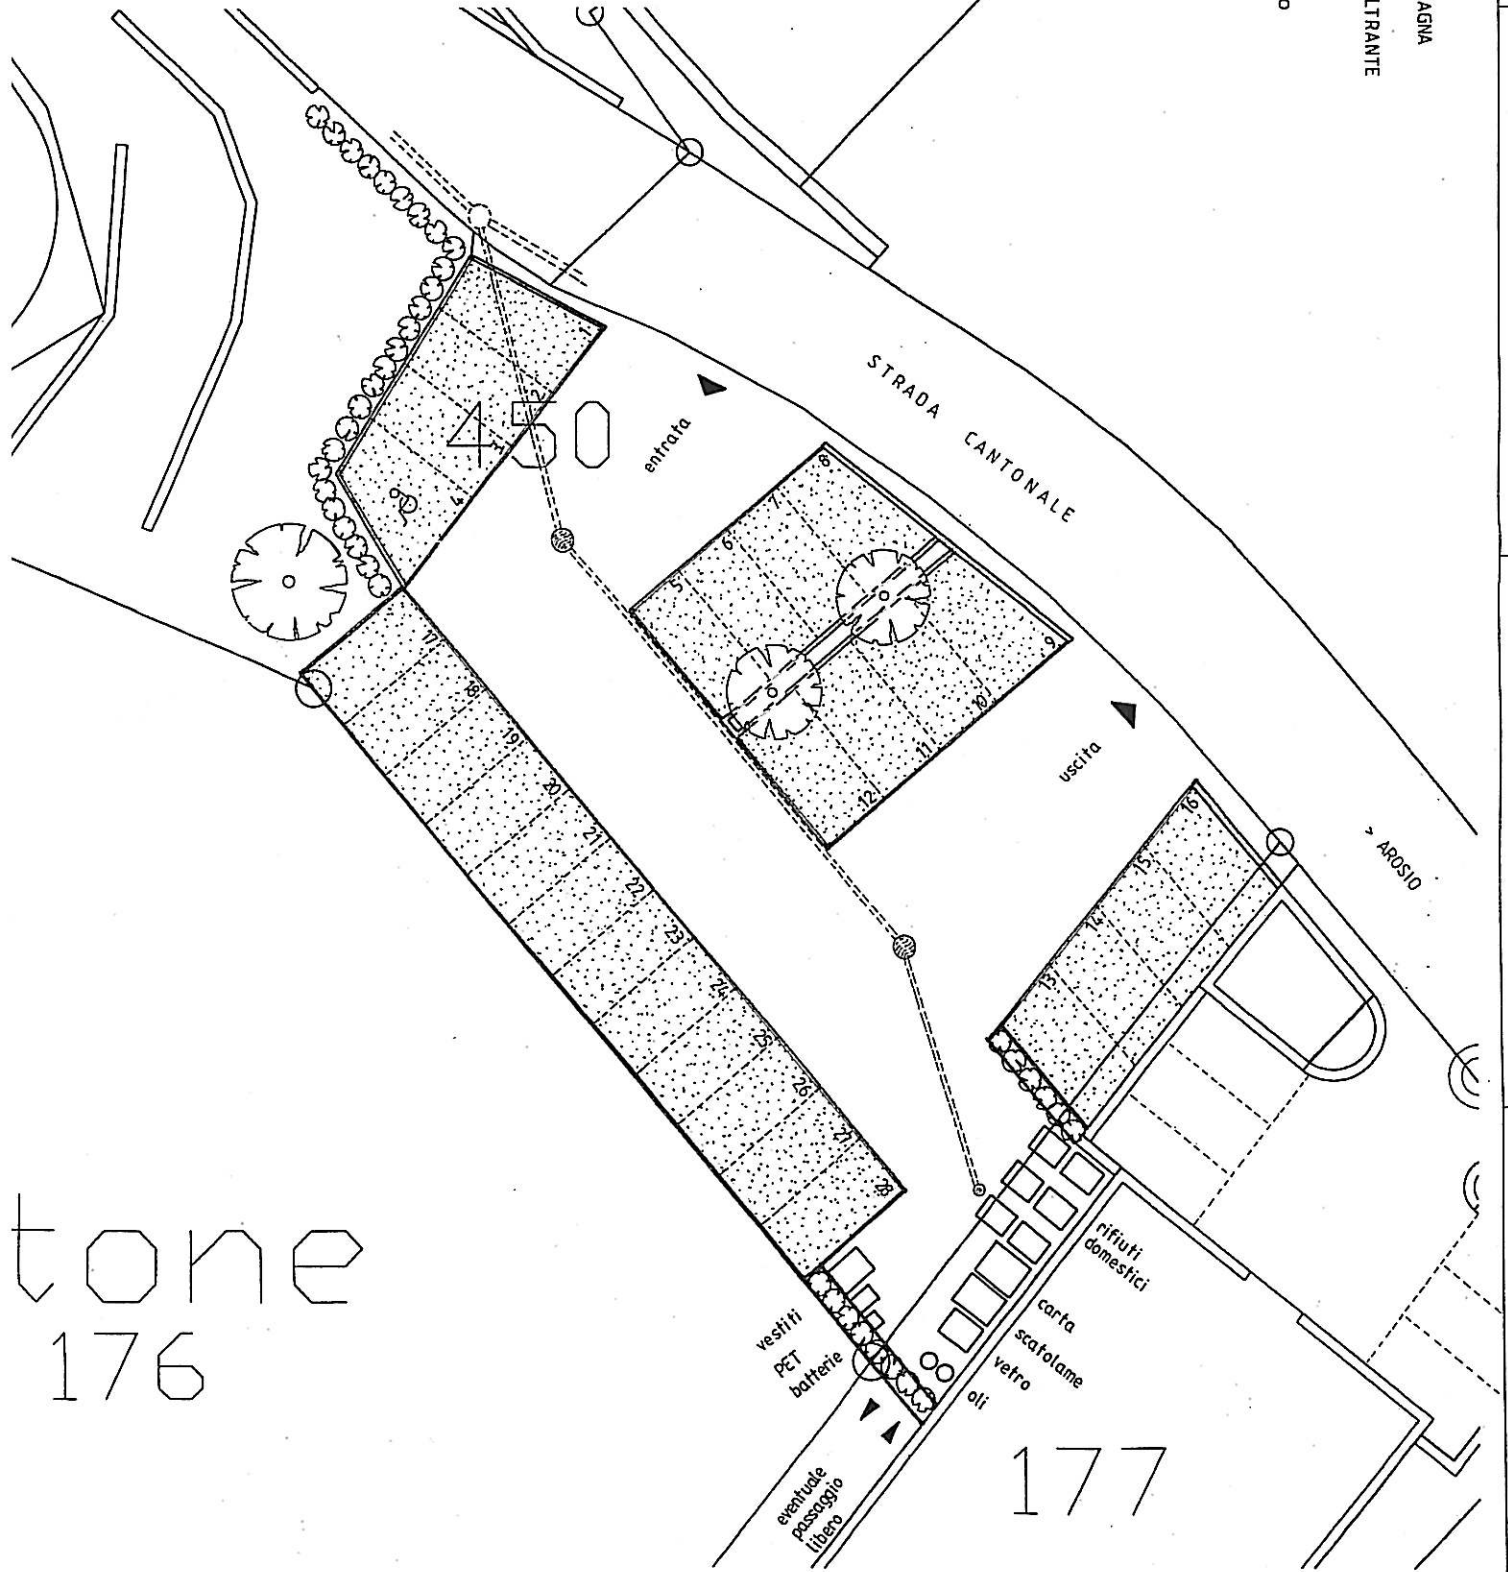 AGNA
LTRANTE
o
STRADA CANTONALE
> AROSIO
entrata
uscita
450
1
2
3
4
5
6
7
8
9
10
11
12
13
14
15
16
17
18
19
20
21
22
23
24
25
26
27
28
tone
176
177
rifiuti
domestici
carta
scatolame
vetro
oli
vestiti
PET
batterie
eventuale
passaggio
libero